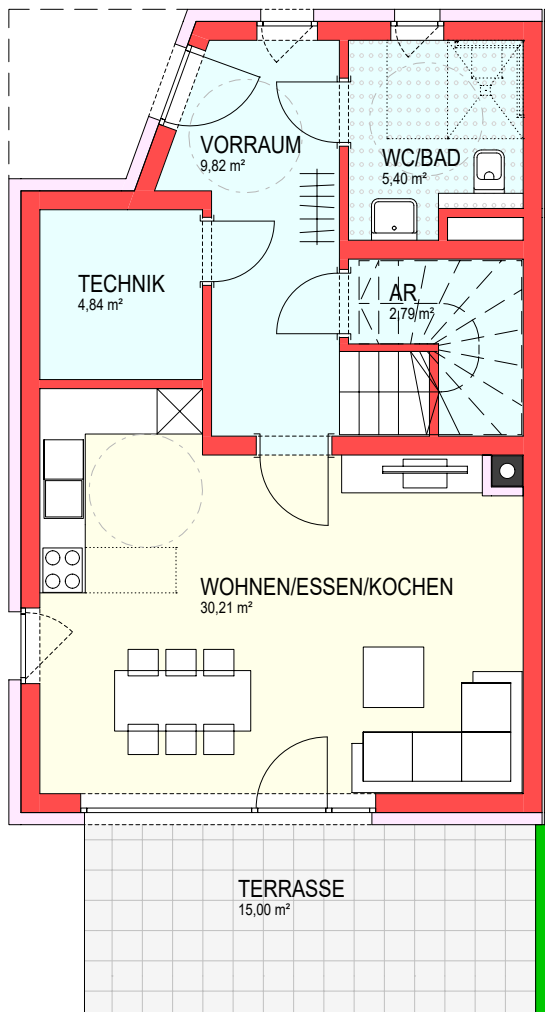 VORRAUM
9,82 m²
WC/BAD
5,40 m²
TECHNIK
4,84 m²
AR
2,79 m²
WOHNEN/ESSEN/KOCHEN
30,21 m²
TERRASSE
15,00 m²